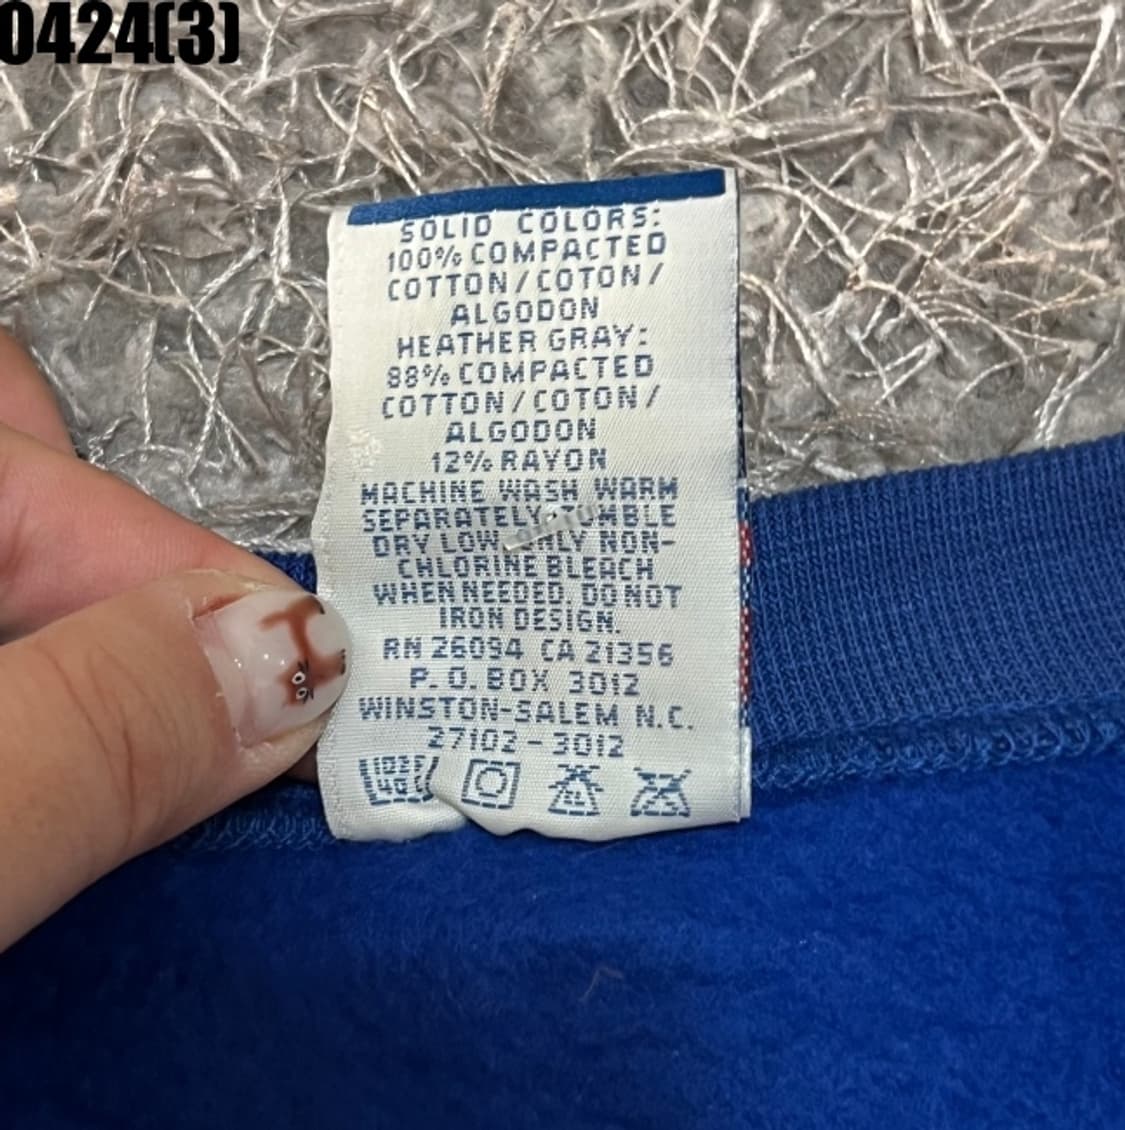 0424(3)
SOLID COLORS:
100% COMPACTED
COTTON/COTON/
ALGODON
HEATHER GRAY:
88% COMPACTED
COTTON/COTON/
ALGODON
12% RAYON
MACHINE WASH WARM
SEPARATELY. TUMBLE
DRY LOW. ONLY NON-
CHLORINE BLEACH
WHEN NEEDED. DO NOT
IRON DESIGN.
RN 26094 CA 21356
P.O. BOX 3012
WINSTON-SALEM N.C.
27102-3012